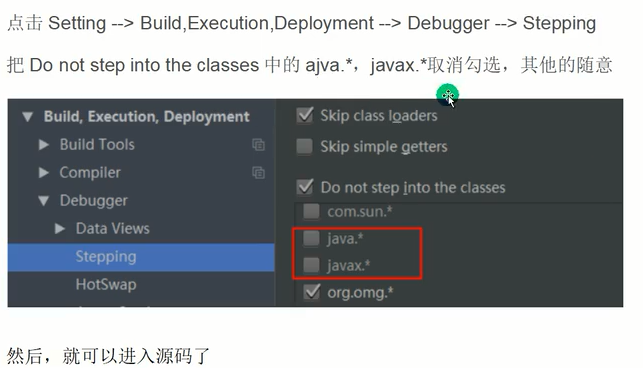 点击 Setting --> Build,Execution,Deployment --> Debugger --> Stepping
把 Do not step into the classes 中的 ajva.*，javax.*取消勾选，其他的随意
Build, Execution, Deployment
Build Tools
Compiler
Debugger
Data Views
Stepping
HotSwap
Skip class loaders
Skip simple getters
Do not step into the classes
com.sun.*
java.*
javax.*
org.omg.*
然后，就可以进入源码了